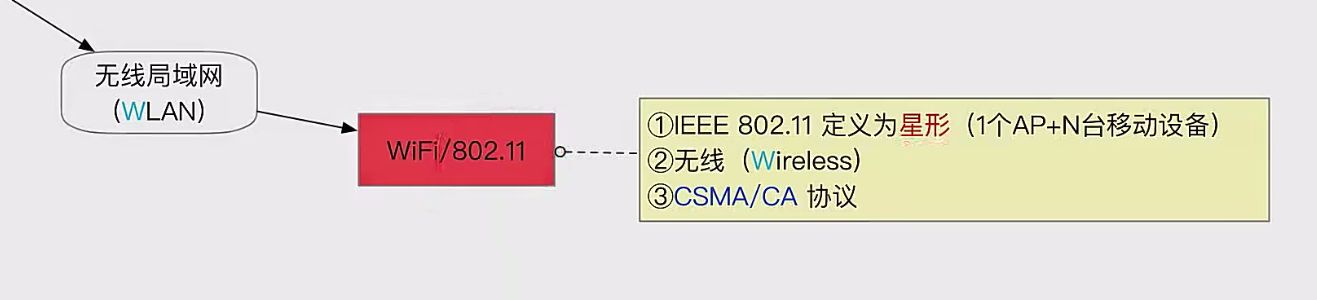 无线局域网
（WLAN）
WiFi/802.11
①IEEE 802.11 定义为星形（1个AP+N台移动设备）
②无线（Wireless）
③CSMA/CA 协议